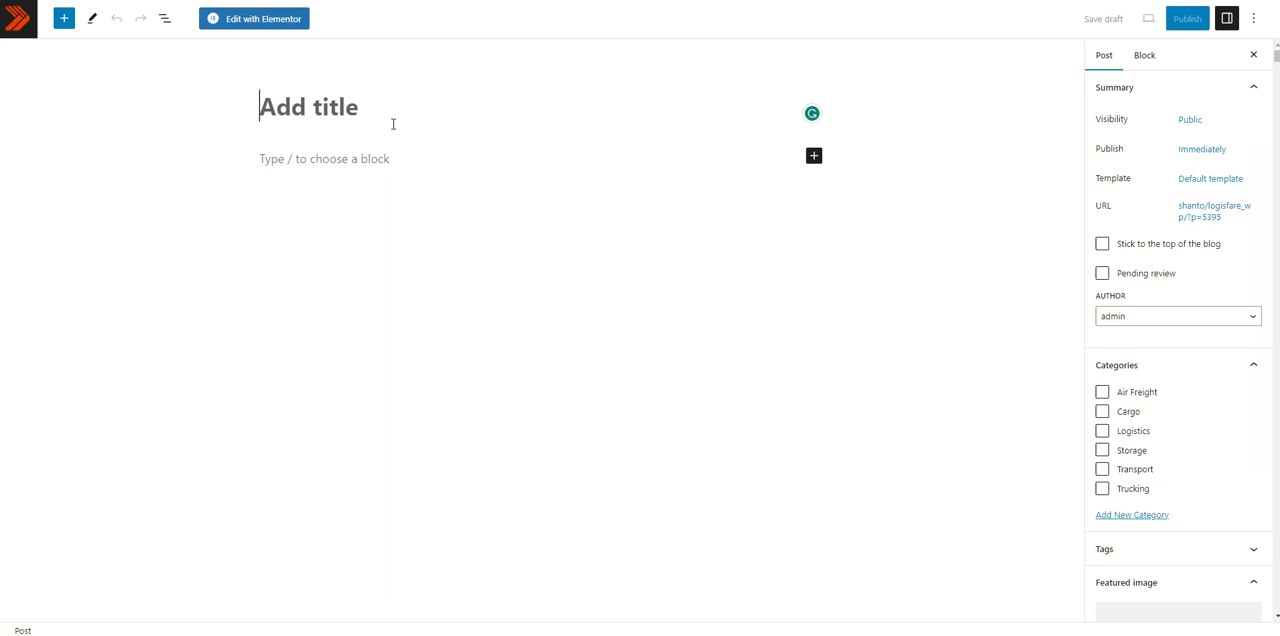 Edit with Elementor
Save draft
Publish
Add title
Type / to choose a block
Post
Block
Summary
Visibility
Public
Publish
Immediately
Template
Default template
URL
shanto/logisfare_w
p/?p=5395
Stick to the top of the blog
Pending review
AUTHOR
admin
Categories
Air Freight
Cargo
Logistics
Storage
Transport
Trucking
Add New Category
Tags
Featured image
Post